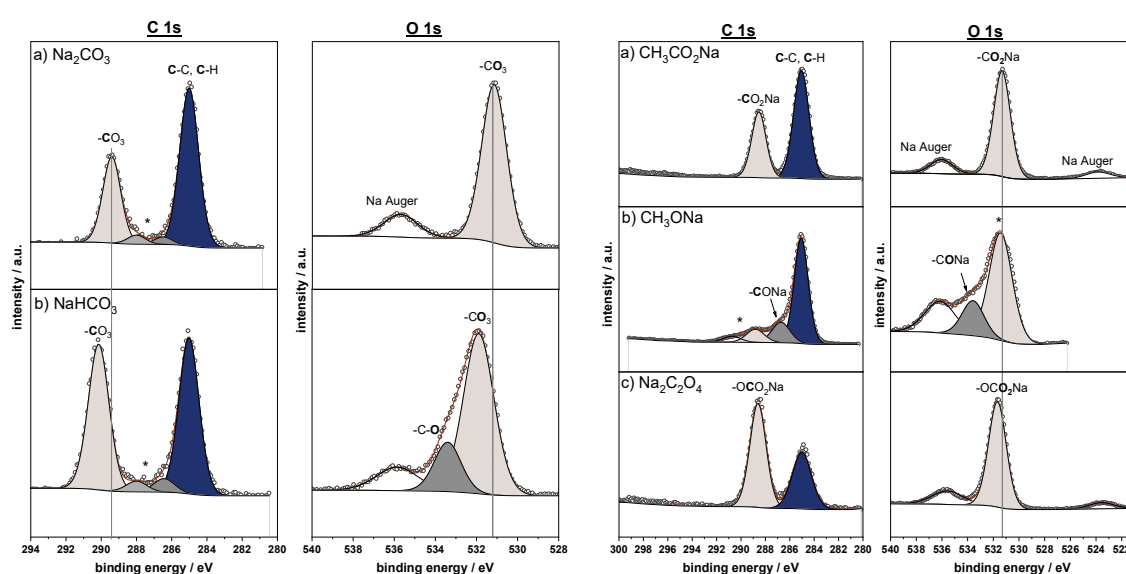 C 1s
O 1s
a) Na₂CO₃
C-C, C-H
-CO₃
*
-CO₃
Na Auger
b) NaHCO₃
-CO₃
*
-CO₃
-C-O
intensity / a.u.
294 292 290 288 286 284 282 280
binding energy / eV
540 538 536 534 532 530 528
binding energy / eV
C 1s
O 1s
a) CH₃CO₂Na
C-C, C-H
-CO₂Na
-CO₂Na
Na Auger
Na Auger
b) CH₃ONa
-CONa
*
*
-CONa
c) Na₂C₂O₄
-OCO₂Na
-OCO₂Na
intensity / a.u.
300 298 296 294 292 290 288 286 284 282 280
binding energy / eV
540 538 536 534 532 530 528 526 524
binding energy / eV